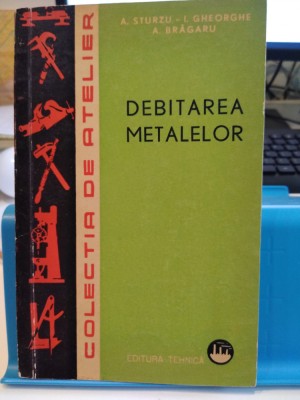 A. STURZU - I. GHEORGHE
A. BRĂGARU
DEBITAREA
METALELOR
COLECȚIA DE ATELIER
EDITURA TEHNICĂ